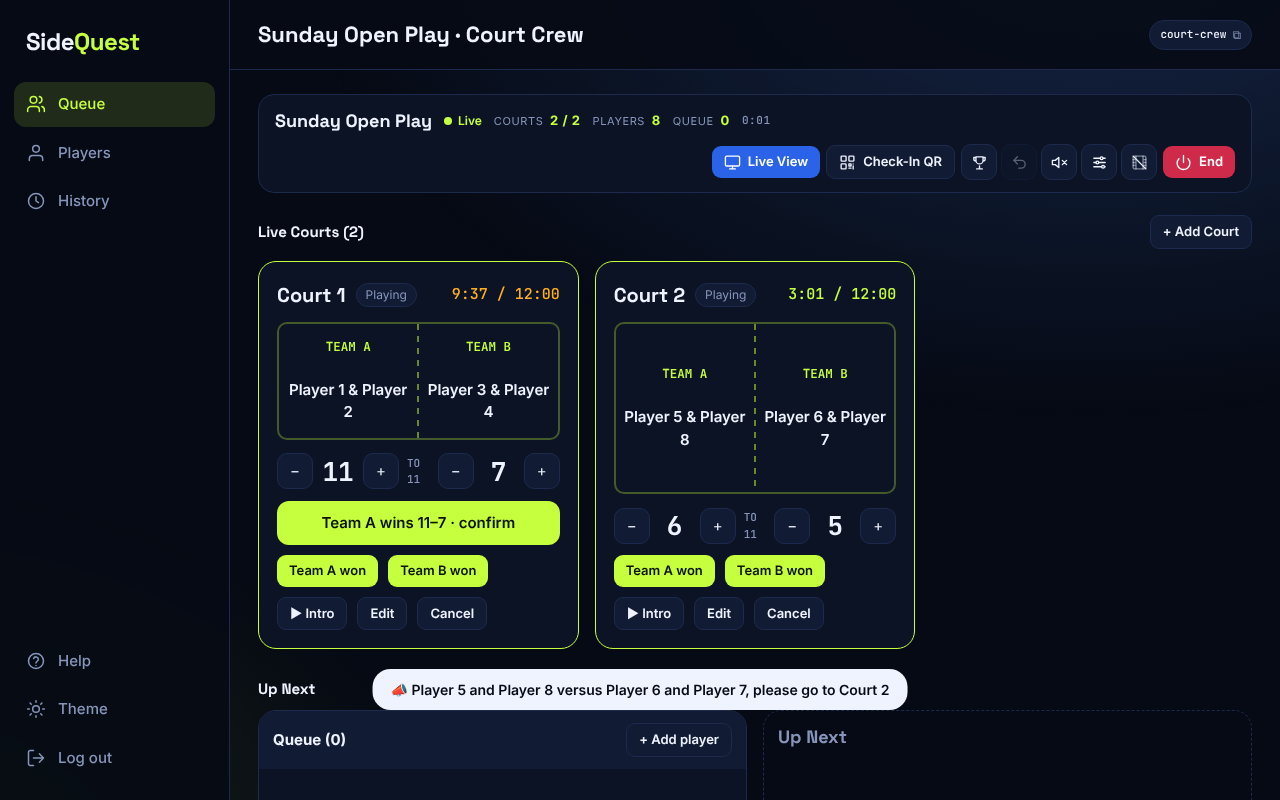 SideQuest
Queue
Players
History
Help
Theme
Log out
Sunday Open Play · Court Crew
court-crew
Sunday Open Play
Live
COURTS 2 / 2
PLAYERS 8
QUEUE 0
0:01
Live View
Check-In QR
End
Live Courts (2)
+ Add Court
Court 1
Playing
9:37 / 12:00
TEAM A
TEAM B
Player 1 & Player
2
Player 3 & Player
4
−
11
+
TO
11
−
7
+
Team A wins 11–7 · confirm
Team A won
Team B won
▶ Intro
Edit
Cancel
Court 2
Playing
3:01 / 12:00
TEAM A
TEAM B
Player 5 & Player
8
Player 6 & Player
7
−
6
+
TO
11
−
5
+
Team A won
Team B won
▶ Intro
Edit
Cancel
Up Next
📣 Player 5 and Player 8 versus Player 6 and Player 7, please go to Court 2
Queue (0)
+ Add player
Up Next